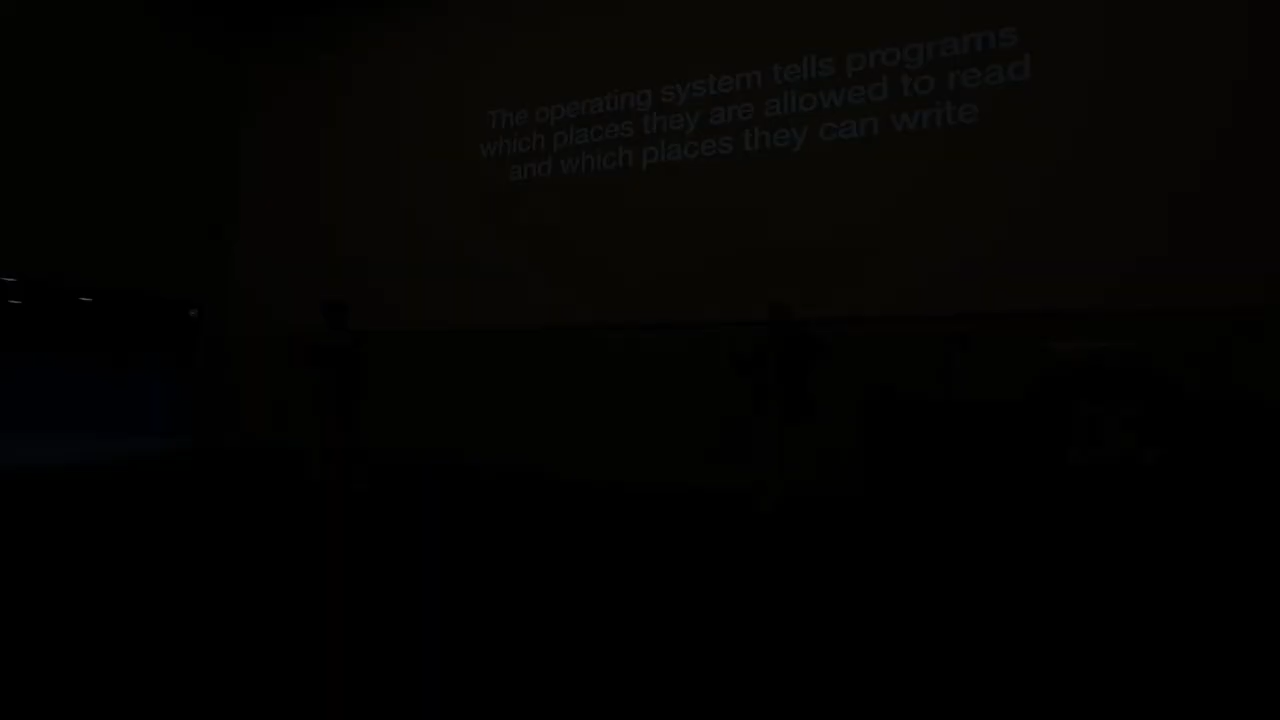 The operating system tells programs
which places they are allowed to read
and which places they can write